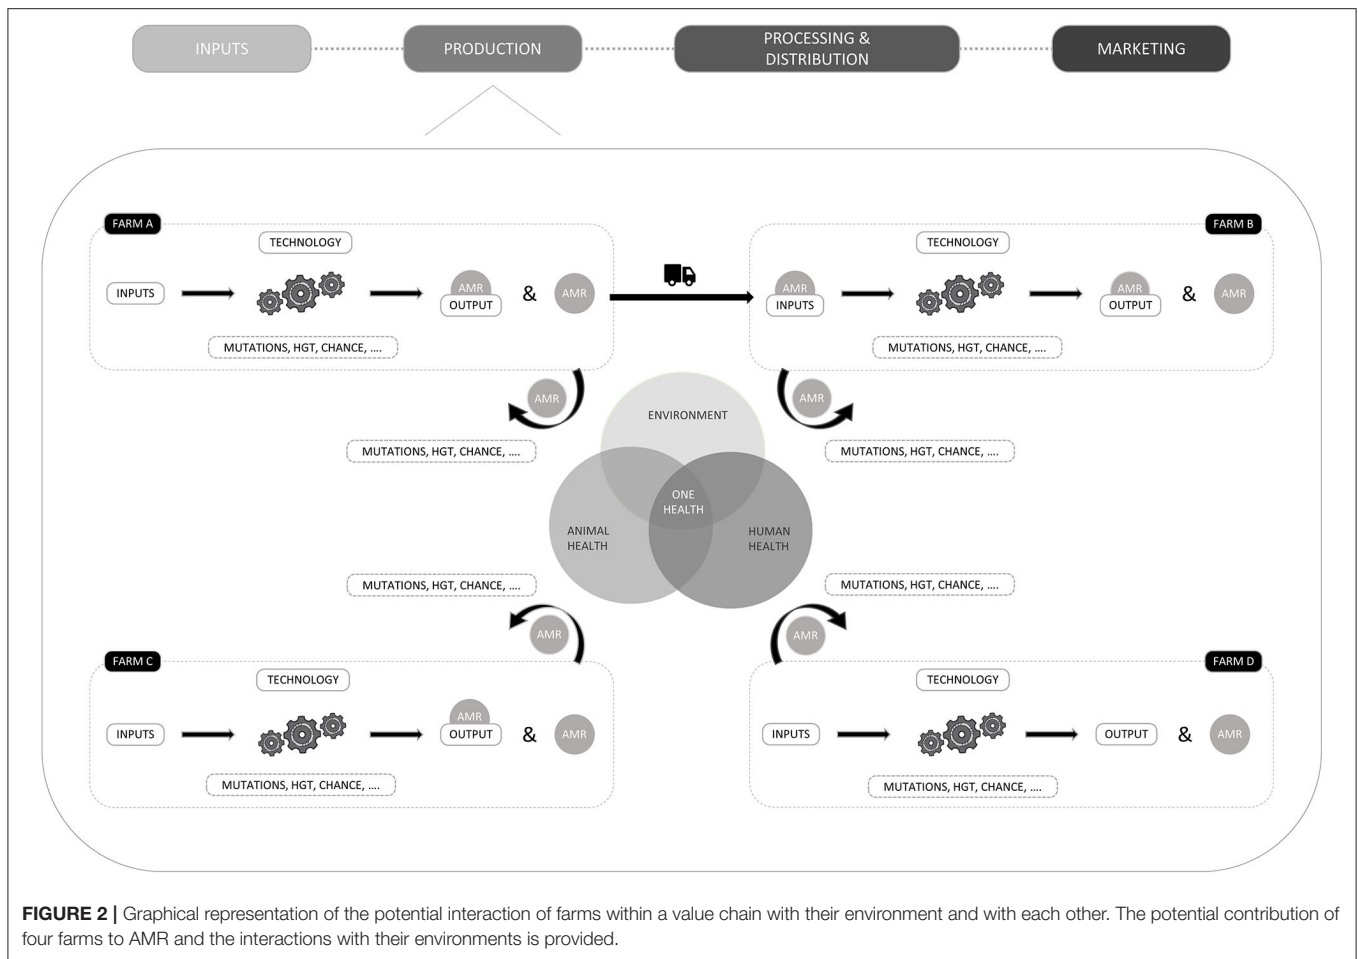 INPUTS
PRODUCTION
PROCESSING &
DISTRIBUTION
MARKETING
FARM A
TECHNOLOGY
INPUTS
AMR
OUTPUT
&
AMR
MUTATIONS, HGT, CHANCE, ....
FARM B
TECHNOLOGY
AMR
INPUTS
AMR
OUTPUT
&
AMR
MUTATIONS, HGT, CHANCE, ....
AMR
MUTATIONS, HGT, CHANCE, ....
AMR
MUTATIONS, HGT, CHANCE, ....
ENVIRONMENT
ONE
HEALTH
ANIMAL
HEALTH
HUMAN
HEALTH
MUTATIONS, HGT, CHANCE, ....
AMR
MUTATIONS, HGT, CHANCE, ....
AMR
FARM C
TECHNOLOGY
INPUTS
AMR
OUTPUT
&
AMR
MUTATIONS, HGT, CHANCE, ....
FARM D
TECHNOLOGY
INPUTS
OUTPUT
&
AMR
MUTATIONS, HGT, CHANCE, ....
FIGURE 2 | Graphical representation of the potential interaction of farms within a value chain with their environment and with each other. The potential contribution of
four farms to AMR and the interactions with their environments is provided.